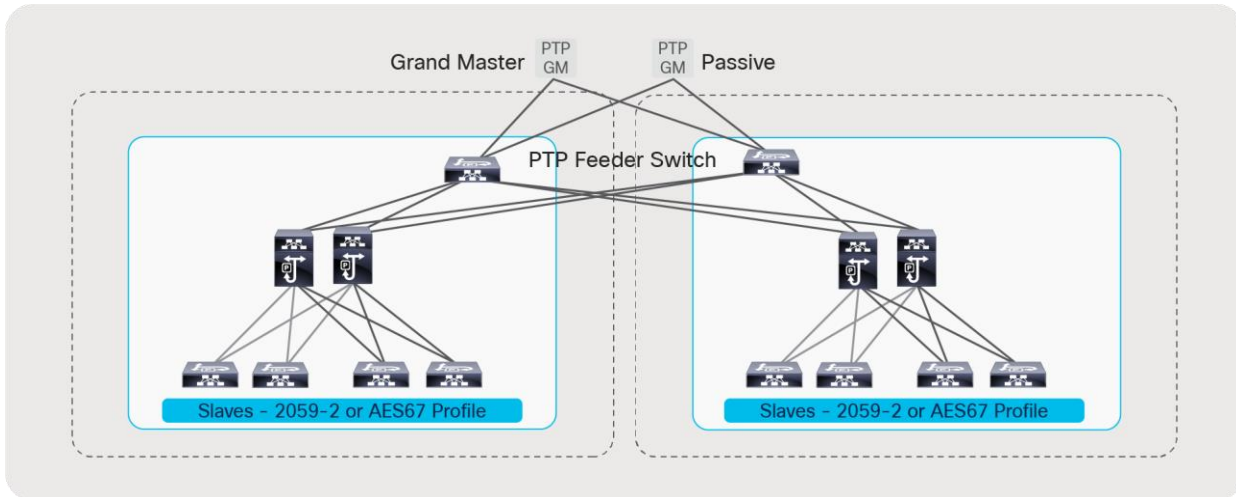 Grand Master
PTP
GM
PTP
GM
Passive
PTP Feeder Switch
P
P
P
P
Slaves - 2059-2 or AES67 Profile
Slaves - 2059-2 or AES67 Profile